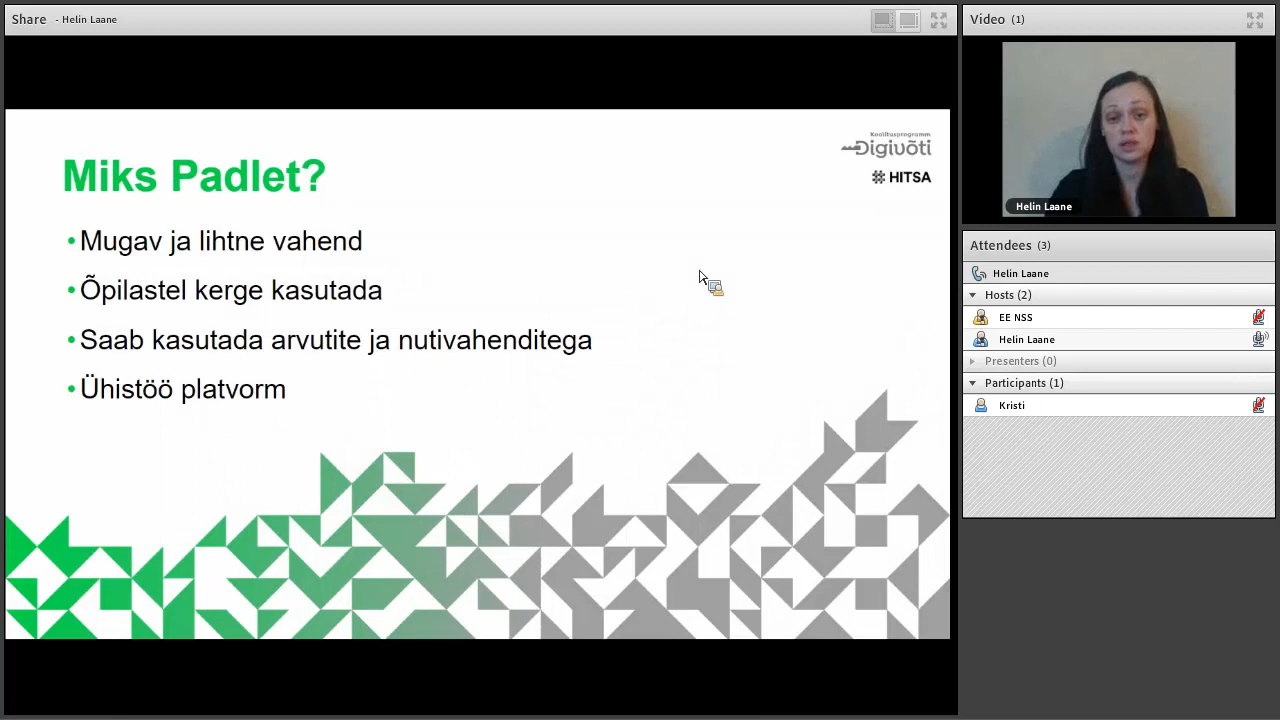 Share - Helin Laane
Miks Padlet?
Koolitusprogramm
Digivõti
HITSA
•Mugav ja lihtne vahend
•Õpilastel kerge kasutada
•Saab kasutada arvutite ja nutivahenditega
•Ühistöö platvorm
Video (1)
Helin Laane
Attendees (3)
Helin Laane
Hosts (2)
EE NSS
Helin Laane
Presenters (0)
Participants (1)
Kristi